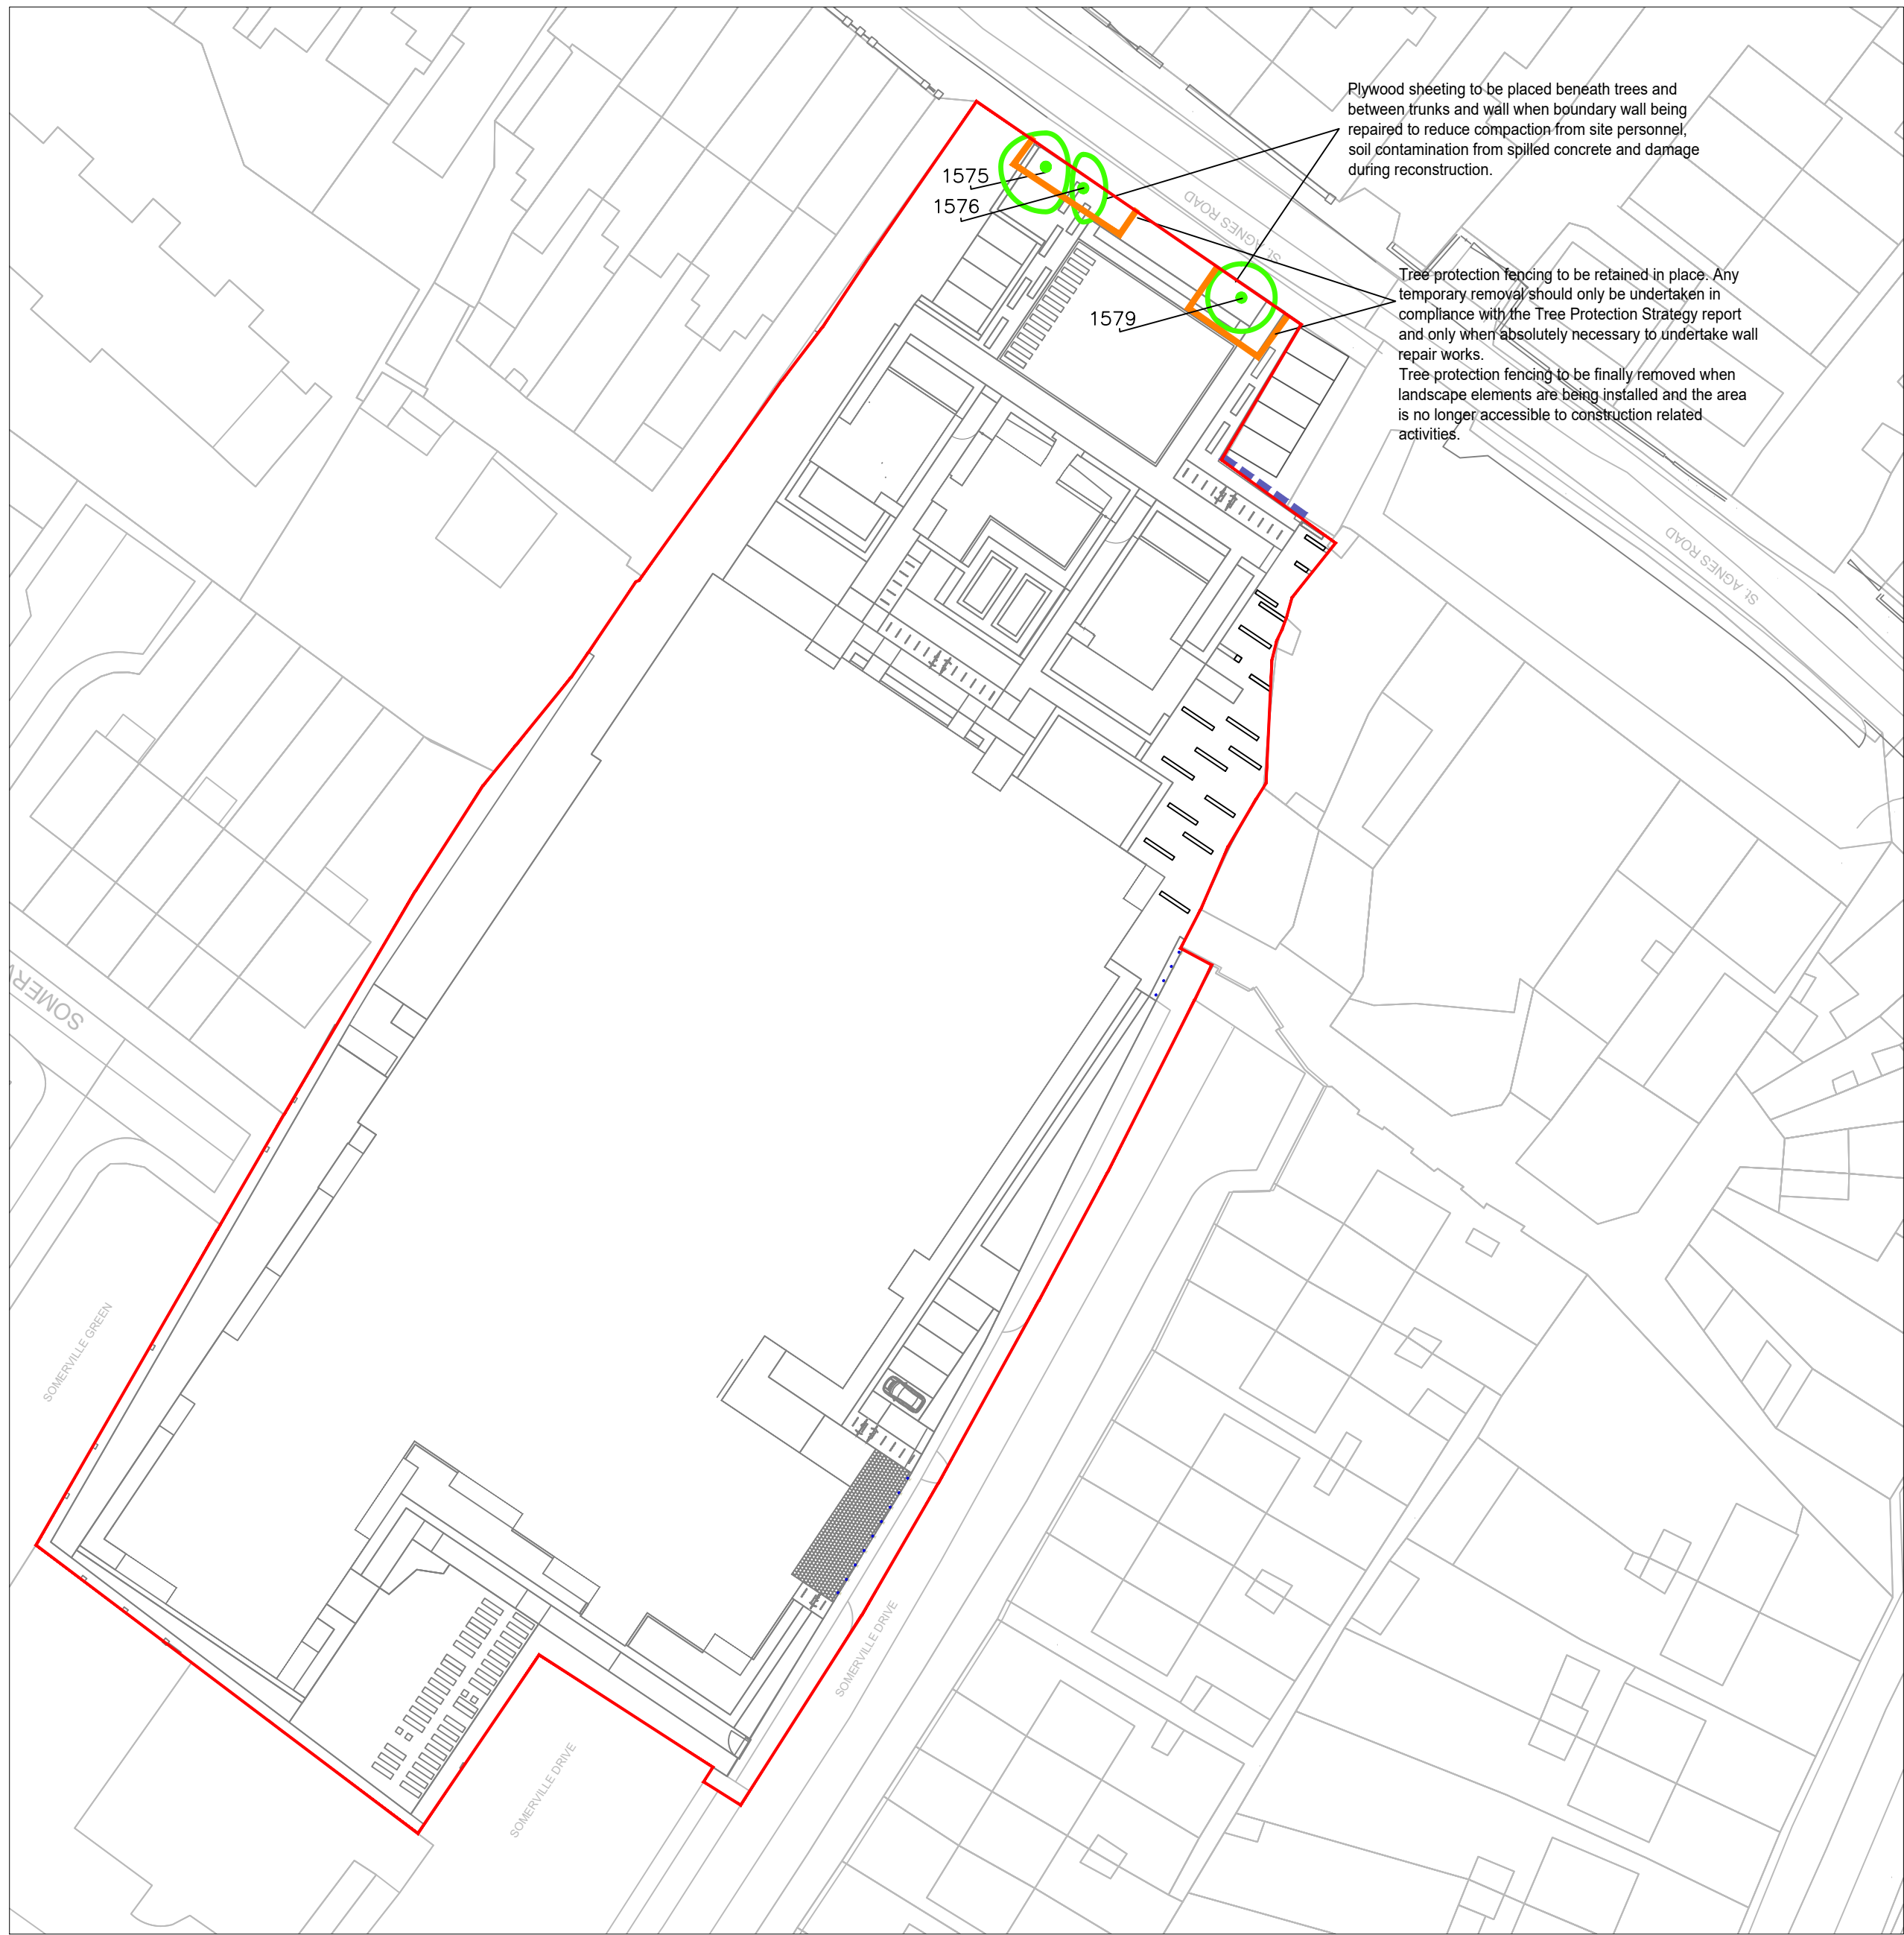 Plywood sheeting to be placed beneath trees and
between trunks and wall when boundary wall being
repaired to reduce compaction from site personnel,
soil contamination from spilled concrete and damage
during reconstruction.
1575
1576
ST. AGNES ROAD
Tree protection fencing to be retained in place. Any
temporary removal should only be undertaken in
compliance with the Tree Protection Strategy report
and only when absolutely necessary to undertake wall
repair works.
Tree protection fencing to be finally removed when
landscape elements are being installed and the area
is no longer accessible to construction related
activities.
1579
St. AGNES ROAD
SOMERV
SOMERVILLE GREEN
SOMERVILLE DRIVE
SOMERVILLE DRIVE